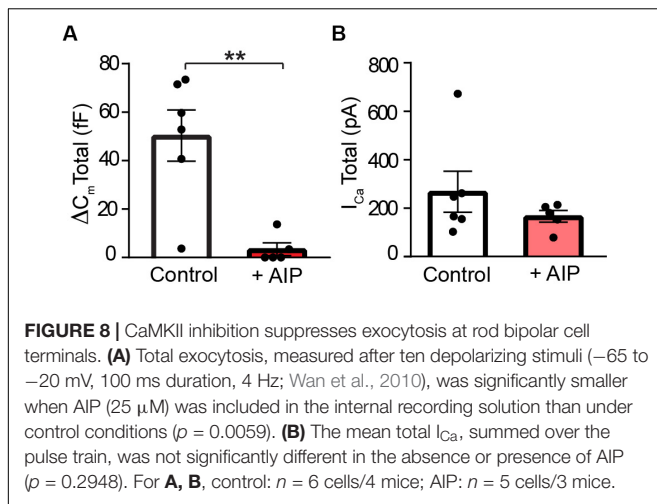 A
B
**
80
60
40
20
0
ΔCm Total (fF)
Control
+ AIP
800
600
400
200
0
ICa Total (pA)
Control
+ AIP
FIGURE 8 | CaMKII inhibition suppresses exocytosis at rod bipolar cell
terminals. (A) Total exocytosis, measured after ten depolarizing stimuli (−65 to
−20 mV, 100 ms duration, 4 Hz; Wan et al., 2010), was significantly smaller
when AIP (25 μM) was included in the internal recording solution than under
control conditions (p = 0.0059). (B) The mean total ICa, summed over the
pulse train, was not significantly different in the absence or presence of AIP
(p = 0.2948). For A, B, control: n = 6 cells/4 mice; AIP: n = 5 cells/3 mice.